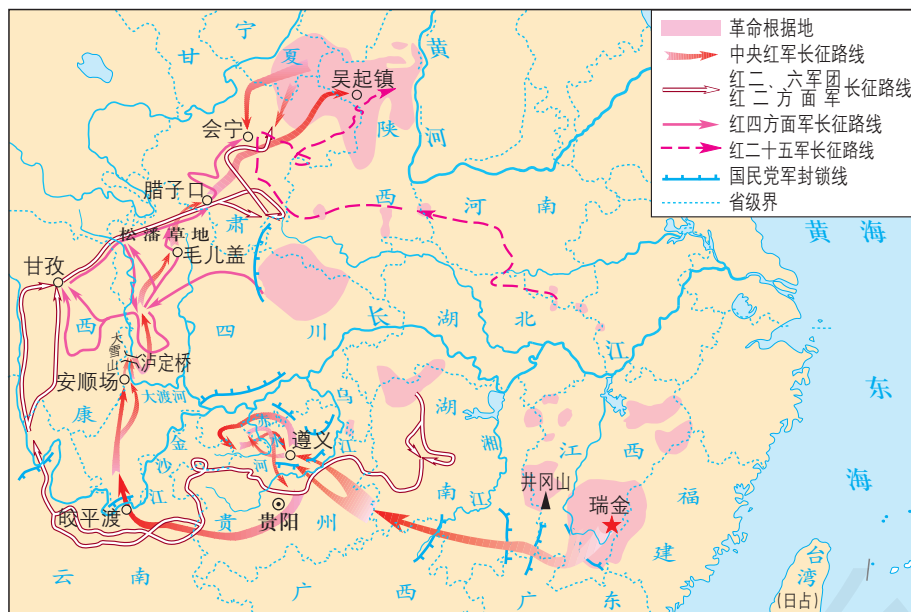 革命根据地
中央红军长征路线
红二、六军团
红二方面军
长征路线
红四方面军长征路线
红二十五军长征路线
国民党军封锁线
省级界
甘
宁
夏
黄
河
吴起镇
会宁
陕
西
腊子口
肃
河
南
松潘草地
毛儿盖
甘孜
西
康
四
川
长
江
湖
北
黄海
大雪山
泸定桥
安顺场
大渡河
乌
江
赤
水
河
遵义
金
沙
江
湖
南
湘
江
江
西
东
海
井冈山
瑞金
福
建
皎平渡
贵
州
贵阳
云
南
广
西
广
东
台
湾
(日占)